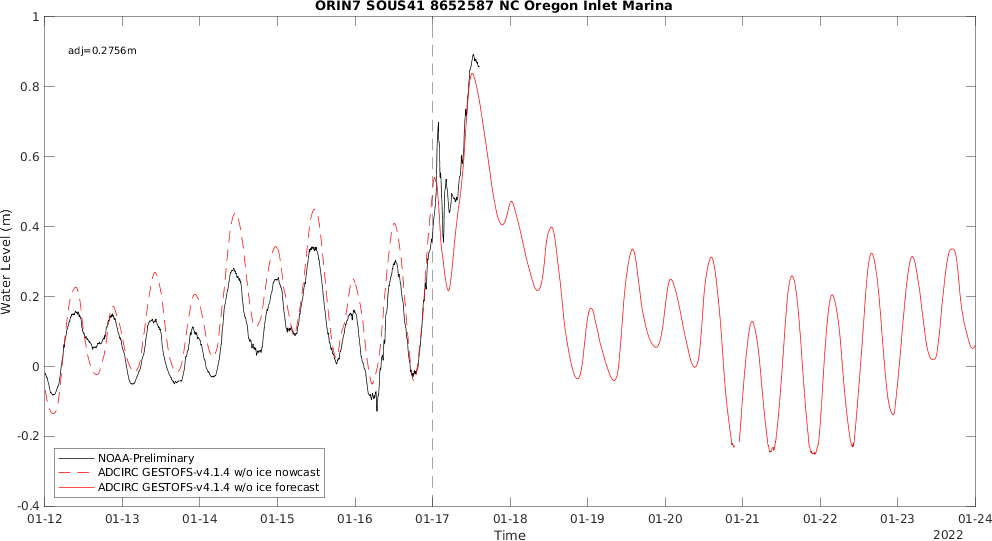 ORIN7 SOUS41 8652587 NC Oregon Inlet Marina
adj=0.2756m
1
0.8
0.6
0.4
0.2
0
-0.2
-0.4
Water Level (m)
NOAA-Preliminary
ADCIRC GESTOFS-v4.1.4 w/o ice nowcast
ADCIRC GESTOFS-v4.1.4 w/o ice forecast
01-12 01-13 01-14 01-15 01-16 01-17 01-18 01-19 01-20 01-21 01-22 01-23 01-24
Time
2022